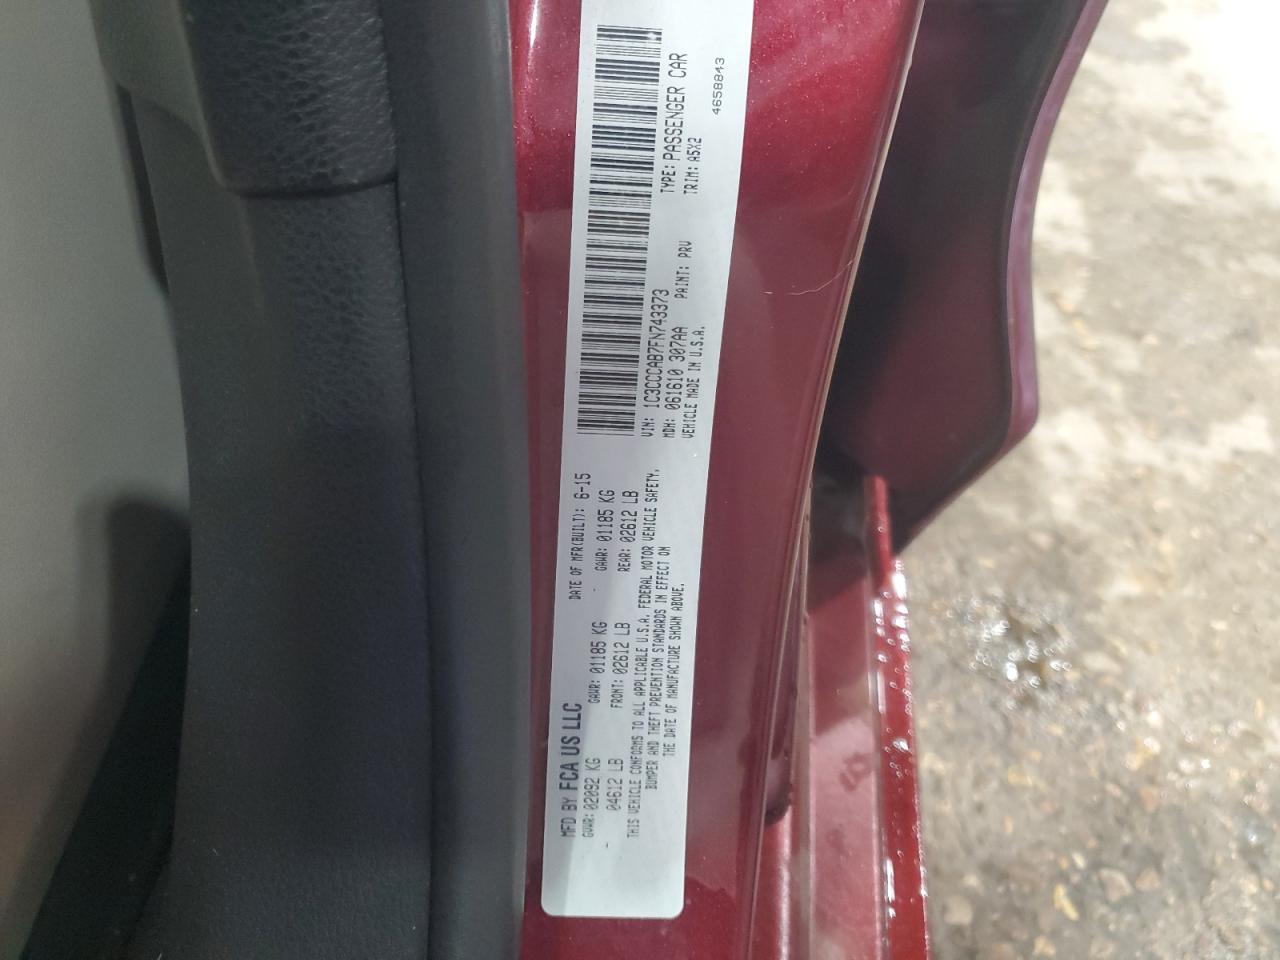 MFD BY FCA US LLC
DATE OF MFR(BUILT): 6-15
GVWR: 02092 KG
GAWR: 01185 KG
GAWR: 01185 KG
04612 LB
FRONT: 02612 LB
REAR: 02612 LB
THIS VEHICLE CONFORMS TO ALL APPLICABLE U.S.A. FEDERAL MOTOR VEHICLE SAFETY,
BUMPER AND THEFT PREVENTION STANDARDS IN EFFECT ON
THE DATE OF MANUFACTURE SHOWN ABOVE.
VIN: 1C3CCCAB7FN743373
TYPE: PASSENGER CAR
MDH: 061610 307AA
PAINT: PRV
TRIM: A5X2
VEHICLE MADE IN U.S.A.
4658843